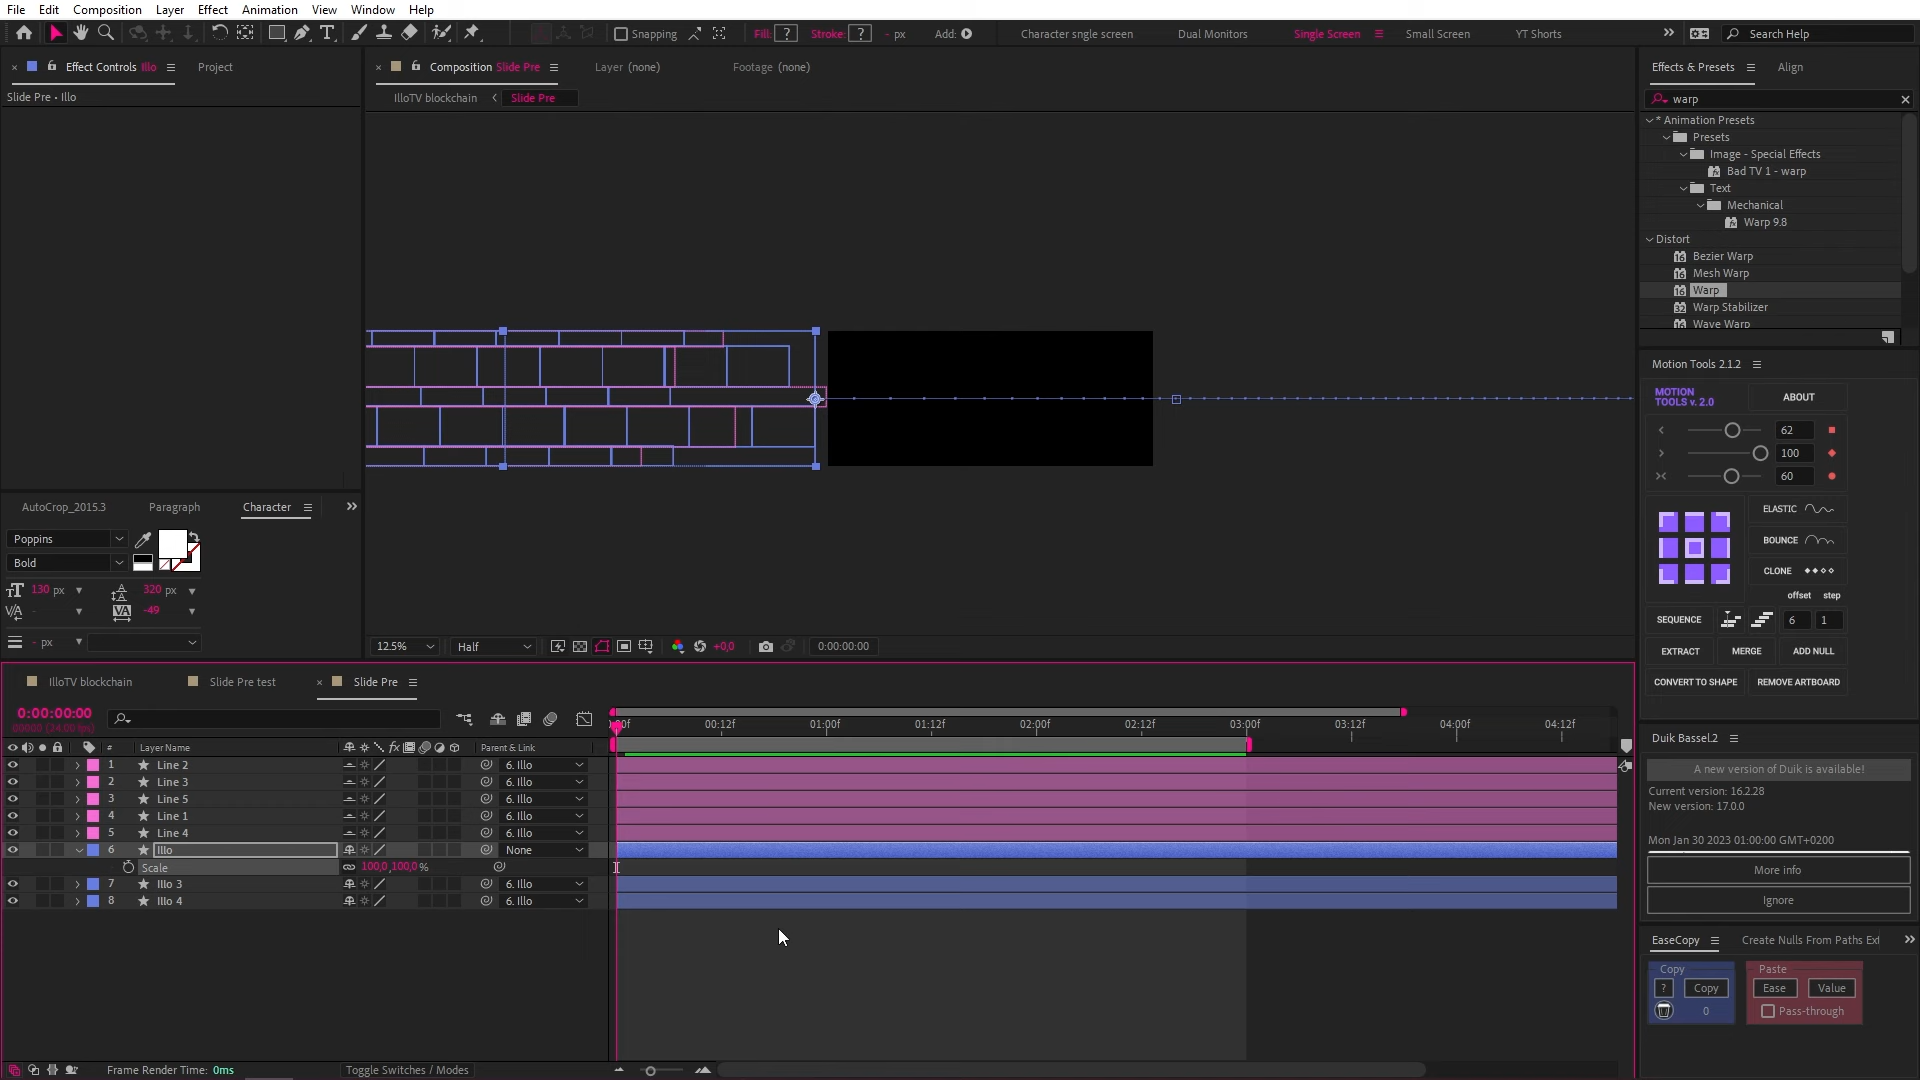 File Edit Composition Layer Effect Animation View Window Help
Snapping Fill: ? Stroke: ? - px Add: Character sngle screen Dual Monitors Single Screen Small Screen YT Shorts Search Help
Effect Controls Illo Project
Slide Pre • Illo
Composition Slide Pre Layer (none) Footage (none)
IlloTV blockchain Slide Pre
Effects & Presets Align
warp
* Animation Presets
Presets
Image - Special Effects
Bad TV 1 - warp
Text
Mechanical
Warp 9.8
Distort
Bezier Warp
Mesh Warp
Warp
Warp Stabilizer
Wave Warp
Motion Tools 2.1.2
MOTION
TOOLS v. 2.0
ABOUT
62
100
60
ELASTIC
BOUNCE
CLONE
offset step
SEQUENCE 6 1
EXTRACT MERGE ADD NULL
CONVERT TO SHAPE REMOVE ARTBOARD
AutoCrop_2015.3 Paragraph Character
Poppins
Bold
130 px 320 px
- -49
- px
12.5% Half +0,0 0:00:00:00
IlloTV blockchain Slide Pre test Slide Pre
0:00:00:00
00000 (24.00 fps)
:00f 00:12f 01:00f 01:12f 02:00f 02:12f 03:00f 03:12f 04:00f 04:12f
# Layer Name fx Parent & Link
1 Line 2 6. Illo
2 Line 3 6. Illo
3 Line 5 6. Illo
4 Line 1 6. Illo
5 Line 4 6. Illo
6 Illo None
Scale 100,0,100,0 %
7 Illo 3 6. Illo
8 Illo 4 6. Illo
Frame Render Time: 0ms Toggle Switches / Modes
Duik Bassel.2
A new version of Duik is available!
Current version: 16.2.28
New version: 17.0.0
Mon Jan 30 2023 01:00:00 GMT+0200
More info
Ignore
EaseCopy Create Nulls From Paths
Copy Paste
? Copy Ease Value
0 Pass-through